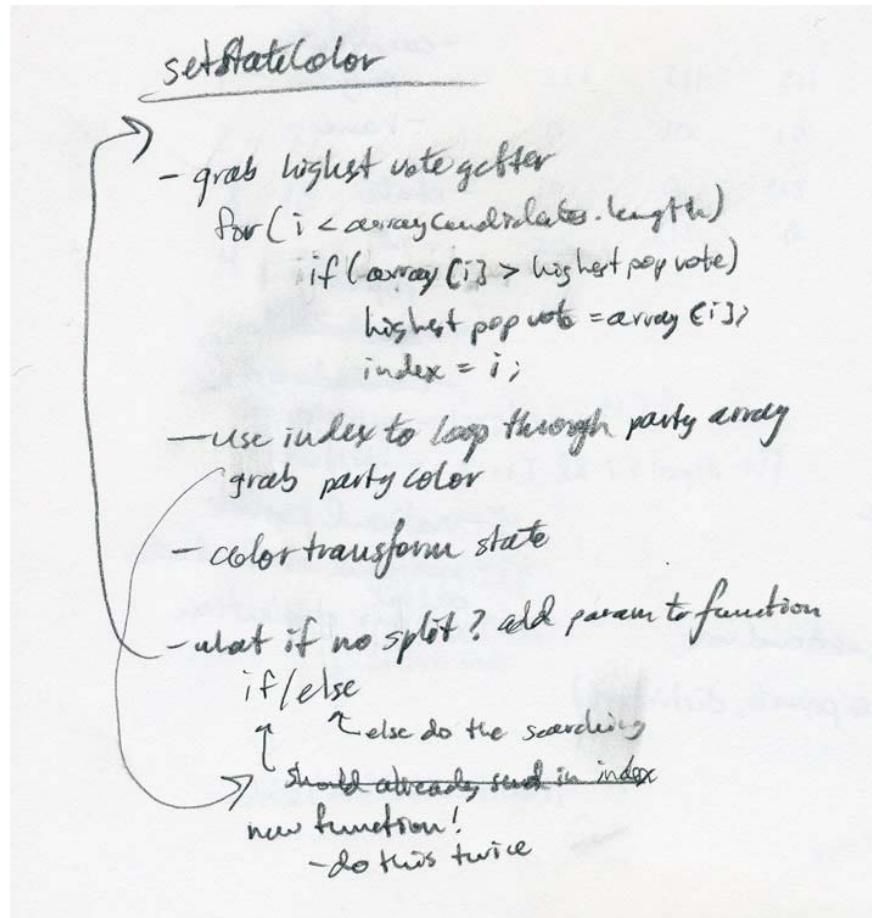 setStateColor
- grab highest vote getter
for(i < arraycandidates.length)
if(array[i] > highest pop vote)
highest pop vote = array[i];
index = i;
- use index to loop through party array
grab party color
- color transform state
- what if no split? add param to function
if/else
else do the searching
should already send in index
new function!
- do this twice